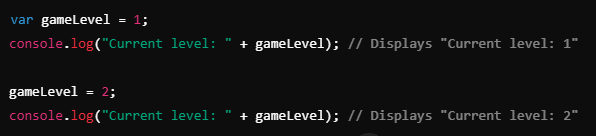 var gameLevel = 1;
console.log("Current level: " + gameLevel); // Displays "Current level: 1"
gameLevel = 2;
console.log("Current level: " + gameLevel); // Displays "Current level: 2"